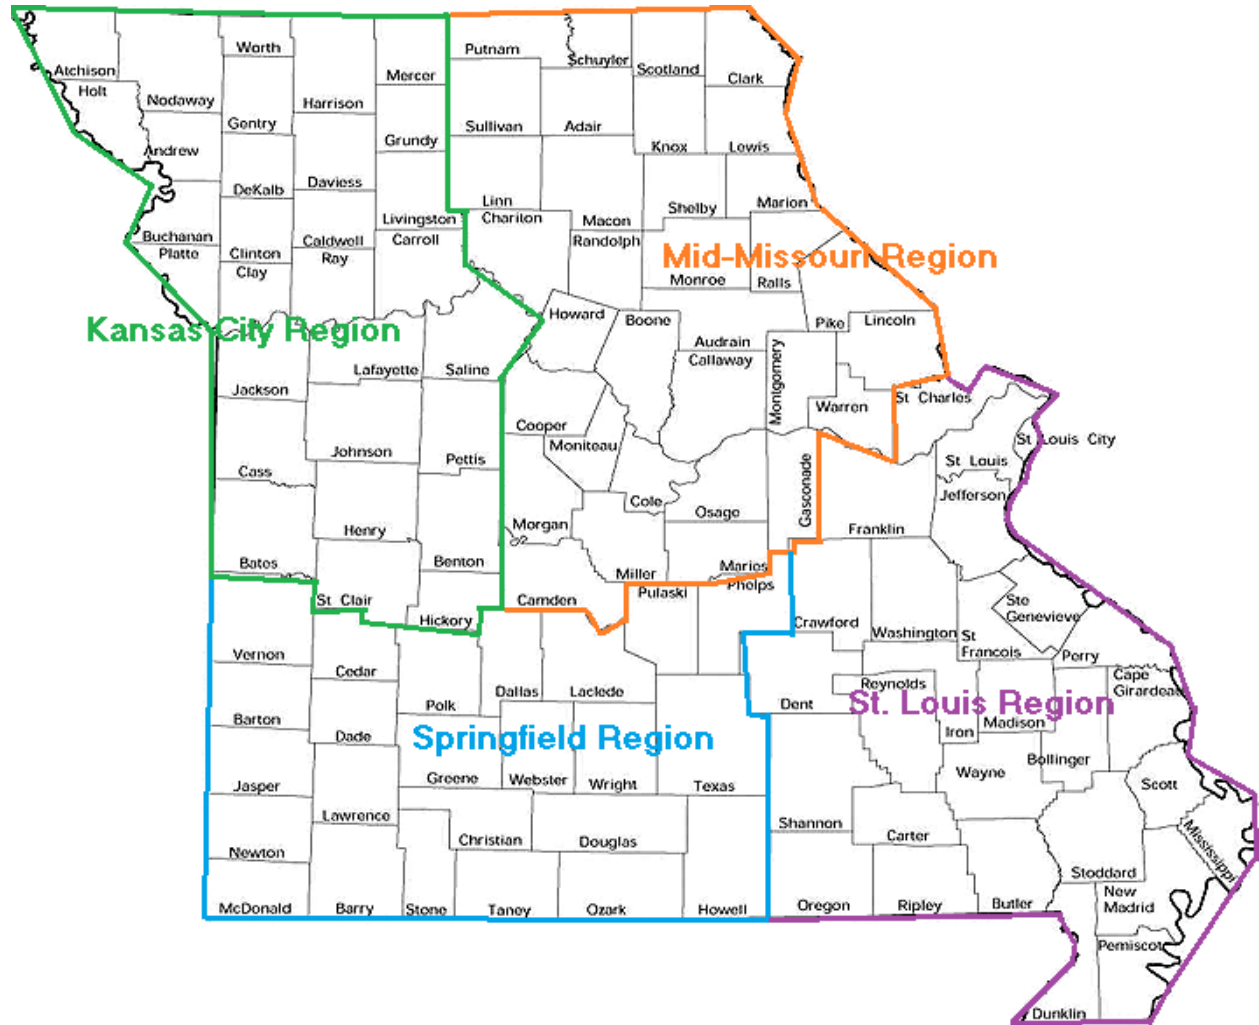 Worth
Putnam
Schuyler
Scotland
Atchison
Mercer
Clark
Holt
Nodaway
Harrison
Gentry
Sullivan
Adair
Grundy
Knox
Lewis
Andrew
DeKalb
Daviess
Linn
Marion
Livingston
Chariton
Macon
Shelby
Buchanan
Carroll
Randolph
Platte
Clinton
Caldwell
Mid-Missouri Region
Clay
Ray
Monroe
Ralls
Howard
Boone
Pike
Lincoln
Kansas City Region
Audrain
Callaway
Montgomery
Lafayette
Saline
Jackson
St Charles
Warren
Cooper
Moniteau
St Louis City
Johnson
Pettis
St Louis
Cass
Gasconade
Jefferson
Cole
Osage
Henry
Morgan
Franklin
Bates
Benton
Miller
Maries
Phelps
St Clair
Camden
Pulaski
Ste
Genevieve
Hickory
Crawford
Washington
St
Francois
Vernon
Cedar
Perry
Cape
Girardeau
Dallas
Laclede
Reynolds
Polk
Dent
St. Louis Region
Barton
Dade
Springfield Region
Iron
Madison
Bollinger
Jasper
Greene
Webster
Wright
Texas
Wayne
Scott
Lawrence
Shannon
Carter
Mississippi
Christian
Douglas
Newton
Stoddard
McDonald
Barry
Stone
Taney
Ozark
Howell
Oregon
Ripley
Butler
New
Madrid
Pemiscot
Dunklin